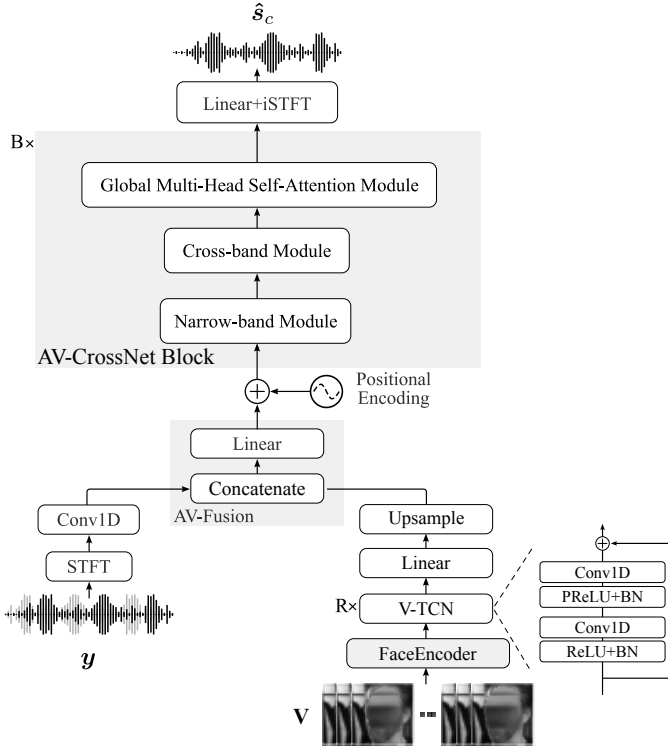 ŝ_c
Linear+iSTFT
B×
Global Multi-Head Self-Attention Module
Cross-band Module
Narrow-band Module
AV-CrossNet Block
Positional
Encoding
Linear
Concatenate
AV-Fusion
Conv1D
STFT
y
Upsample
Linear
R×
V-TCN
FaceEncoder
V
Conv1D
PReLU+BN
Conv1D
ReLU+BN